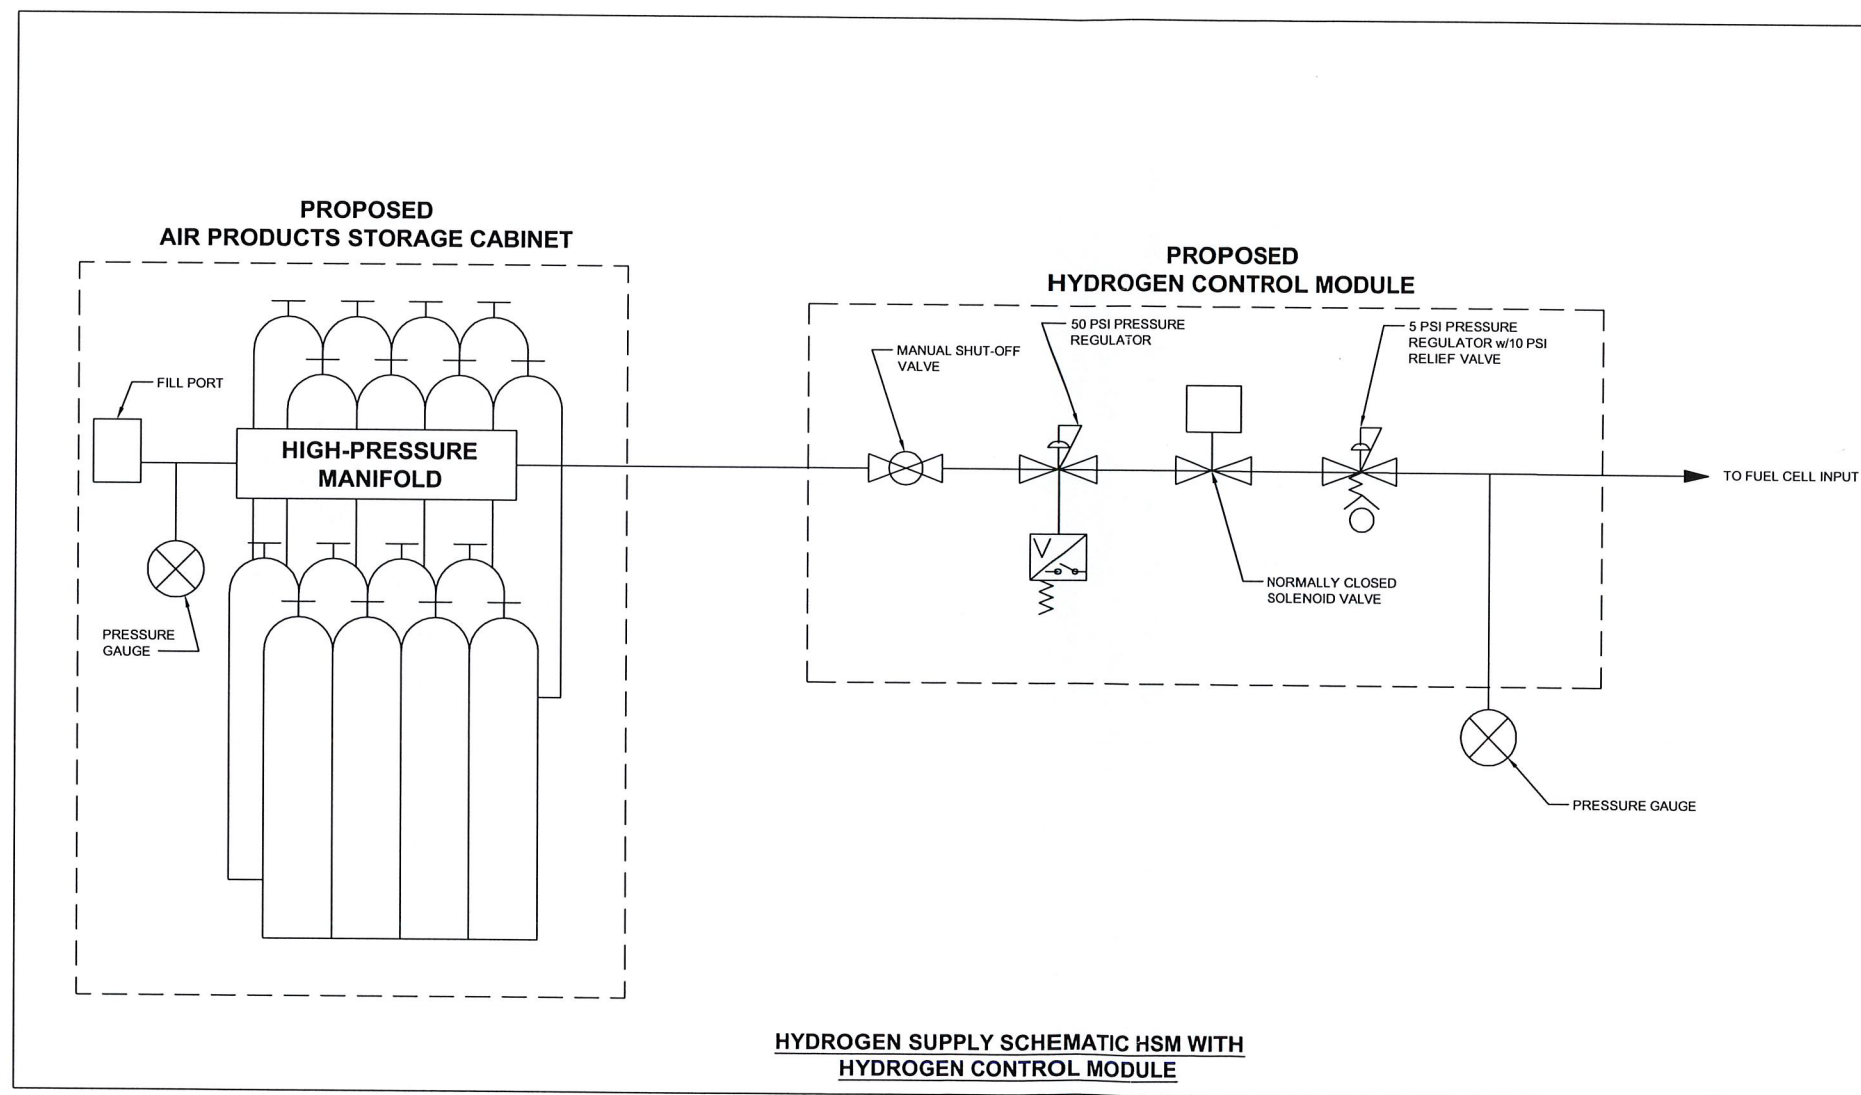 PROPOSED
AIR PRODUCTS STORAGE CABINET
FILL PORT
HIGH-PRESSURE
MANIFOLD
PRESSURE
GAUGE
PROPOSED
HYDROGEN CONTROL MODULE
MANUAL SHUT-OFF
VALVE
50 PSI PRESSURE
REGULATOR
5 PSI PRESSURE
REGULATOR w/10 PSI
RELIEF VALVE
V
NORMALLY CLOSED
SOLENOID VALVE
TO FUEL CELL INPUT
PRESSURE GAUGE
HYDROGEN SUPPLY SCHEMATIC HSM WITH
HYDROGEN CONTROL MODULE